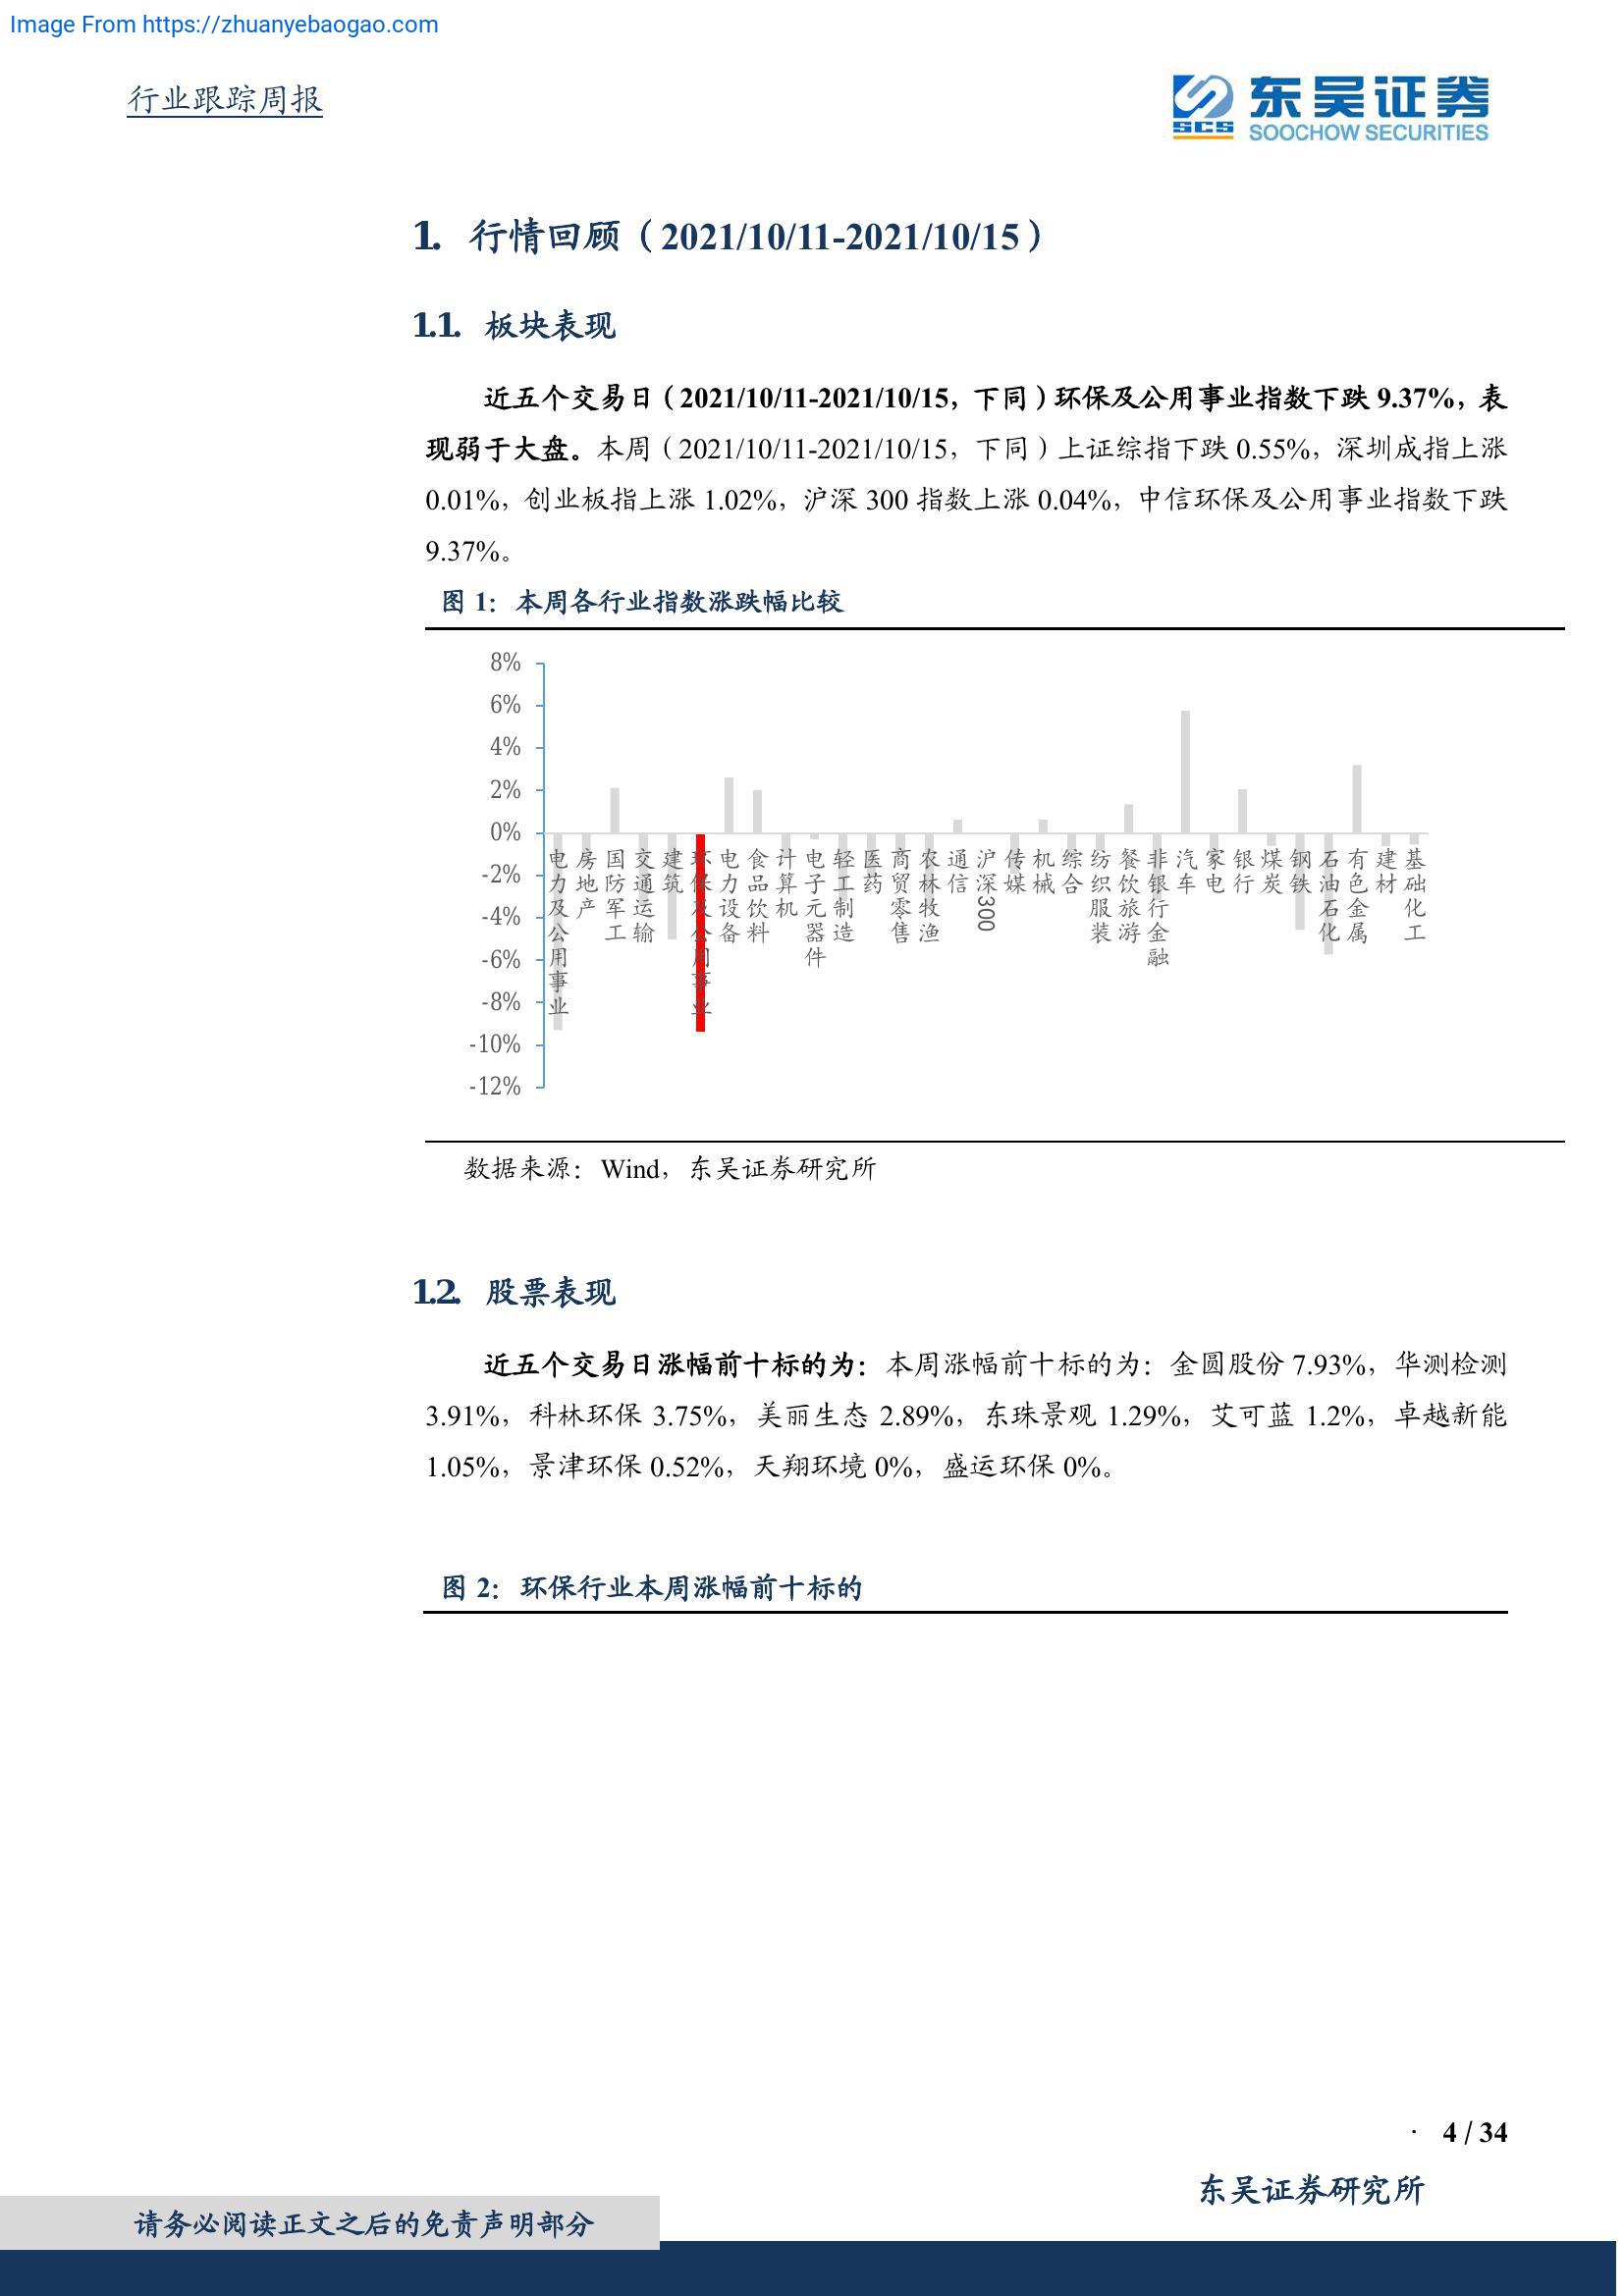 Image From https://zhuanyebaogao.com
行业跟踪周报
东吴证券
SCS
SOOCHOW SECURITIES
1. 行情回顾（2021/10/11-2021/10/15）
1.1. 板块表现
近五个交易日（2021/10/11-2021/10/15，下同）环保及公用事业指数下跌 9.37%，表
现弱于大盘。本周（2021/10/11-2021/10/15，下同）上证综指下跌 0.55%，深圳成指上涨
0.01%，创业板指上涨 1.02%，沪深 300 指数上涨 0.04%，中信环保及公用事业指数下跌
9.37%。
图 1：本周各行业指数涨跌幅比较
8%
6%
4%
2%
0%
-2%
-4%
-6%
-8%
-10%
-12%
电力及公用事业
房地产
国防军工
交通运输
建筑
环保及公用事业
电力设备
食品饮料
计算机
电子元器件
轻工制造
医药
商贸零售
农林牧渔
通信
沪深300
传媒
机械
综合
纺织服装
餐饮旅游
非银行金融
汽车
家电
银行
煤炭
钢铁
石油石化
有色金属
建材
基础化工
数据来源：Wind，东吴证券研究所
1.2. 股票表现
近五个交易日涨幅前十标的为：本周涨幅前十标的为：金圆股份 7.93%，华测检测
3.91%，科林环保 3.75%，美丽生态 2.89%，东珠景观 1.29%，艾可蓝 1.2%，卓越新能
1.05%，景津环保 0.52%，天翔环境 0%，盛运环保 0%。
图 2：环保行业本周涨幅前十标的
· 4 / 34
东吴证券研究所
请务必阅读正文之后的免责声明部分